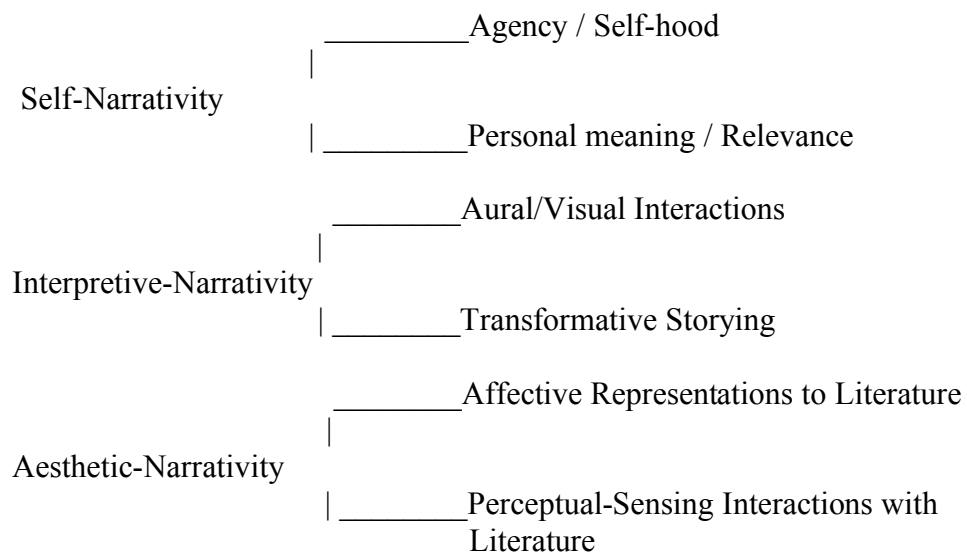 Agency / Self-hood
Self-Narrativity
Personal meaning / Relevance
Aural/Visual Interactions
Interpretive-Narrativity
Transformative Storying
Affective Representations to Literature
Aesthetic-Narrativity
Perceptual-Sensing Interactions with
Literature